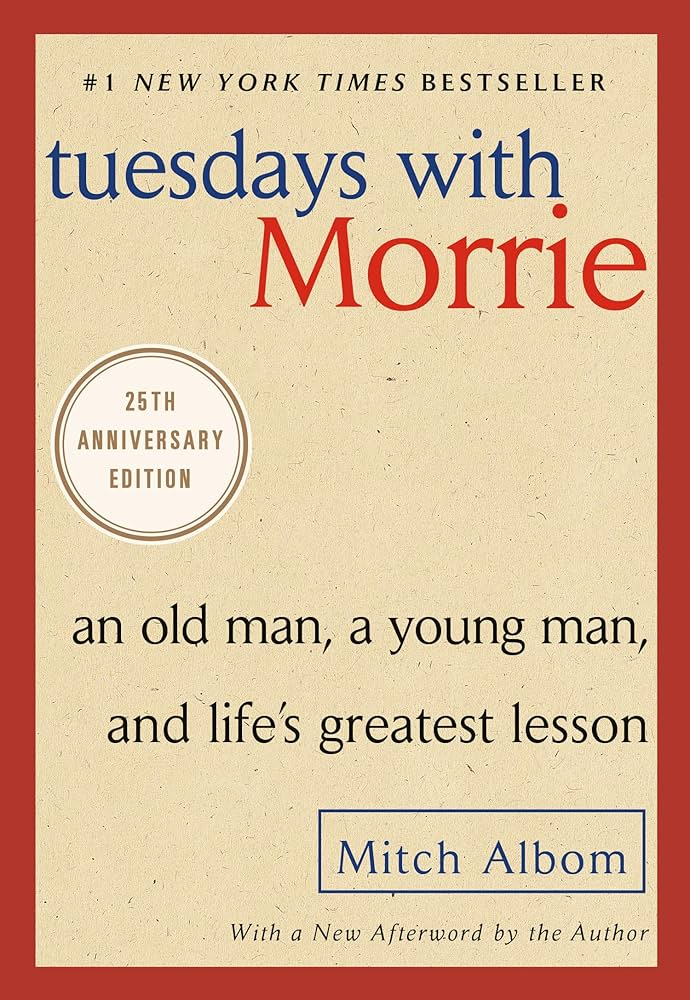 #1 NEW YORK TIMES BESTSELLER
tuesdays with
Morrie
25TH
ANNIVERSARY
EDITION
an old man, a young man,
and life's greatest lesson
Mitch Albom
With a New Afterword by the Author